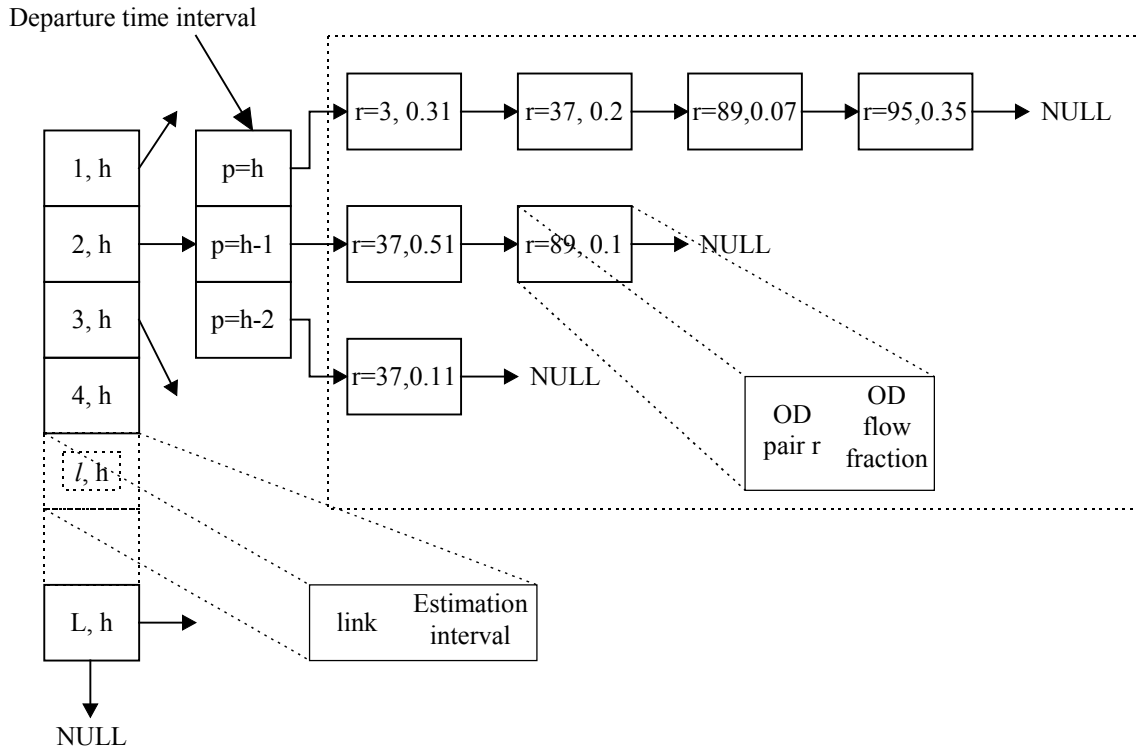 Departure time interval
r=3, 0.31
r=37, 0.2
r=89,0.07
r=95,0.35
NULL
1, h
p=h
2, h
p=h-1
r=37,0.51
r=89, 0.1
NULL
3, h
p=h-2
r=37,0.11
NULL
4, h
OD
pair r
OD
flow
fraction
l, h
L, h
link
Estimation
interval
NULL